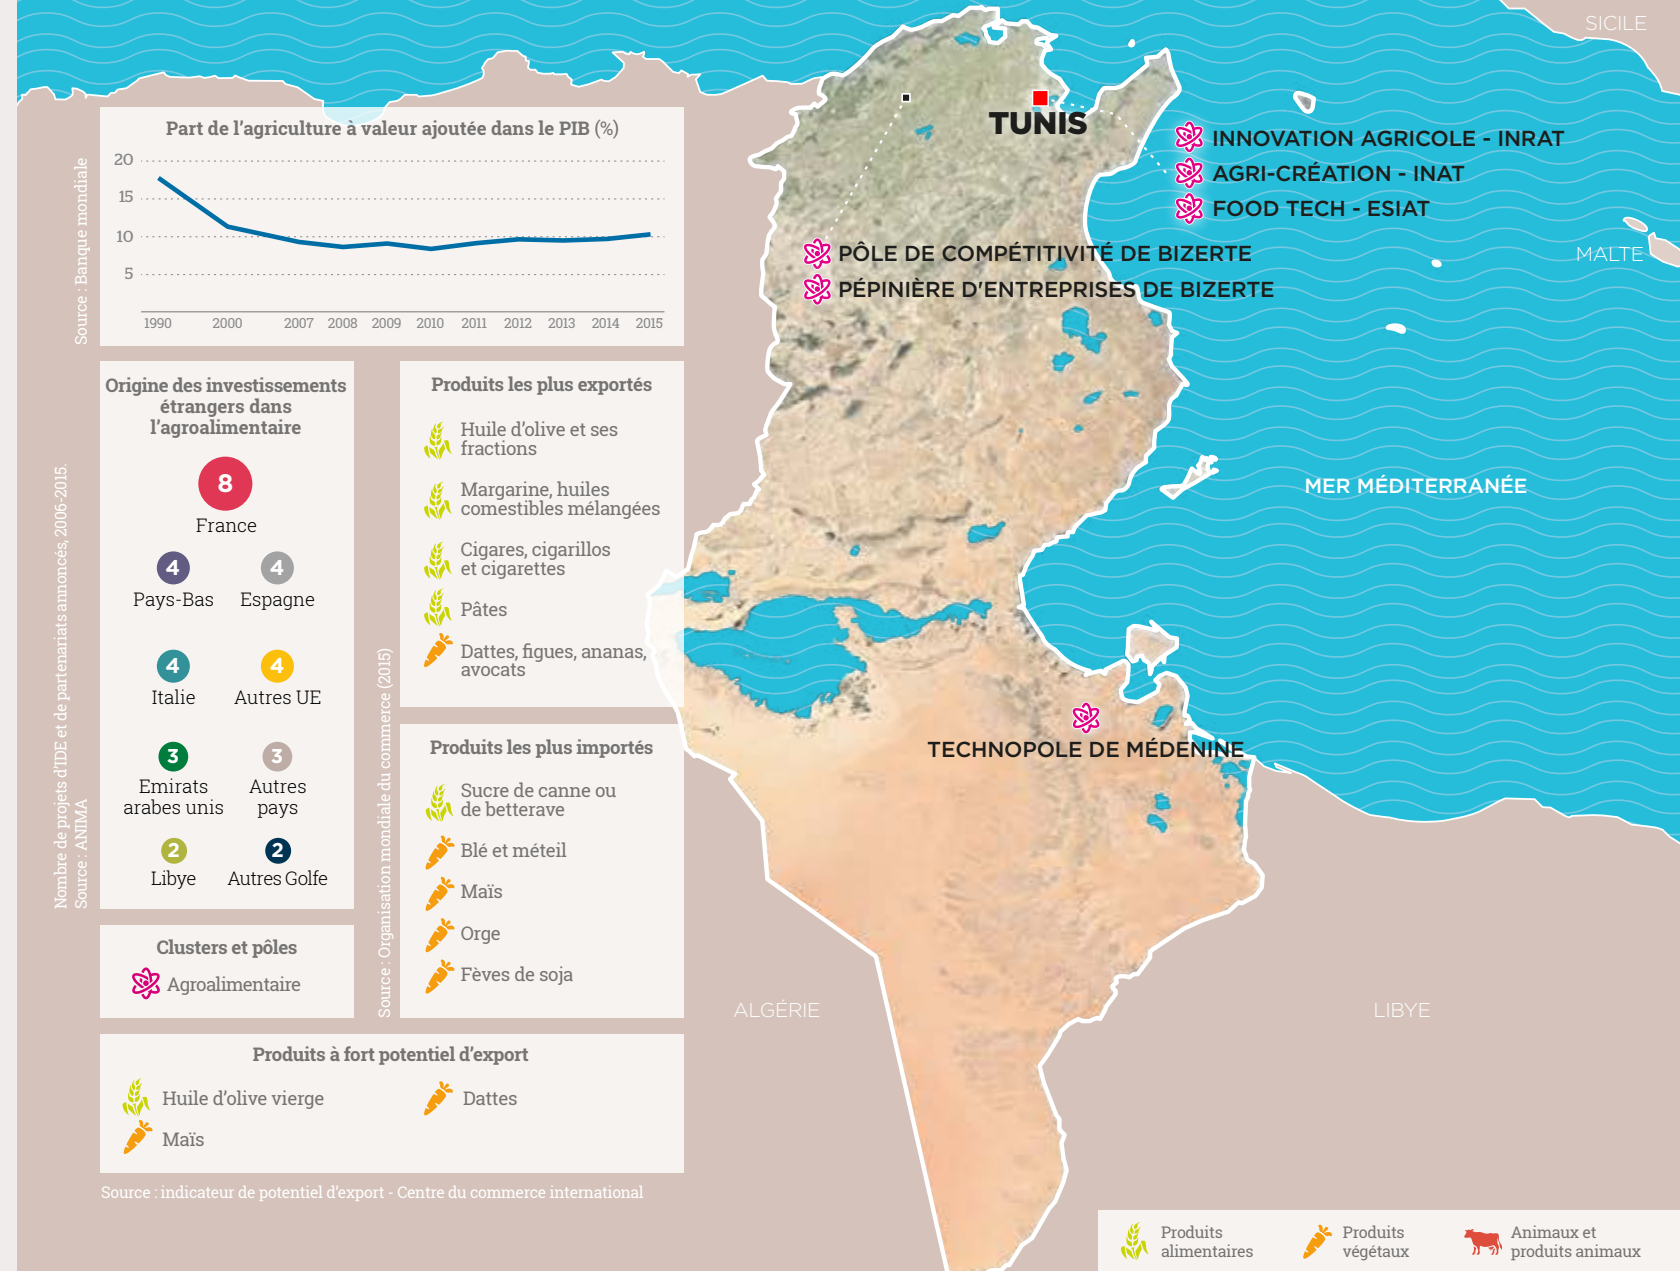 SICILE
Part de l'agriculture à valeur ajoutée dans le PIB (%)
20
15
10
5
1990 2000 2007 2008 2009 2010 2011 2012 2013 2014 2015
Source : Banque mondiale
TUNIS
INNOVATION AGRICOLE - INRAT
AGRI-CRÉATION - INAT
FOOD TECH - ESIAT
PÔLE DE COMPÉTITIVITÉ DE BIZERTE
PÉPINIÈRE D'ENTREPRISES DE BIZERTE
MALTE
MER MÉDITERRANÉE
Origine des investissements
étrangers dans
l'agroalimentaire
8
France
4 4
Pays-Bas Espagne
4 4
Italie Autres UE
3 3
Emirats
arabes unis
Autres
pays
2 2
Libye Autres Golfe
Nombre de projets d'IDE et de partenariats annoncés, 2006-2015.
Source : ANIMA
Clusters et pôles
Agroalimentaire
Produits les plus exportés
Huile d'olive et ses
fractions
Margarine, huiles
comestibles mélangées
Cigares, cigarillos
et cigarettes
Pâtes
Dattes, figues, ananas,
avocats
Produits les plus importés
Sucre de canne ou
de betterave
Blé et méteil
Maïs
Orge
Fèves de soja
Source : Organisation mondiale du commerce (2015)
TECHNOPOLE DE MÉDENINE
ALGÉRIE
LIBYE
Produits à fort potentiel d'export
Huile d'olive vierge
Dattes
Maïs
Source : indicateur de potentiel d'export - Centre du commerce international
Produits
alimentaires
Produits
végétaux
Animaux et
produits animaux